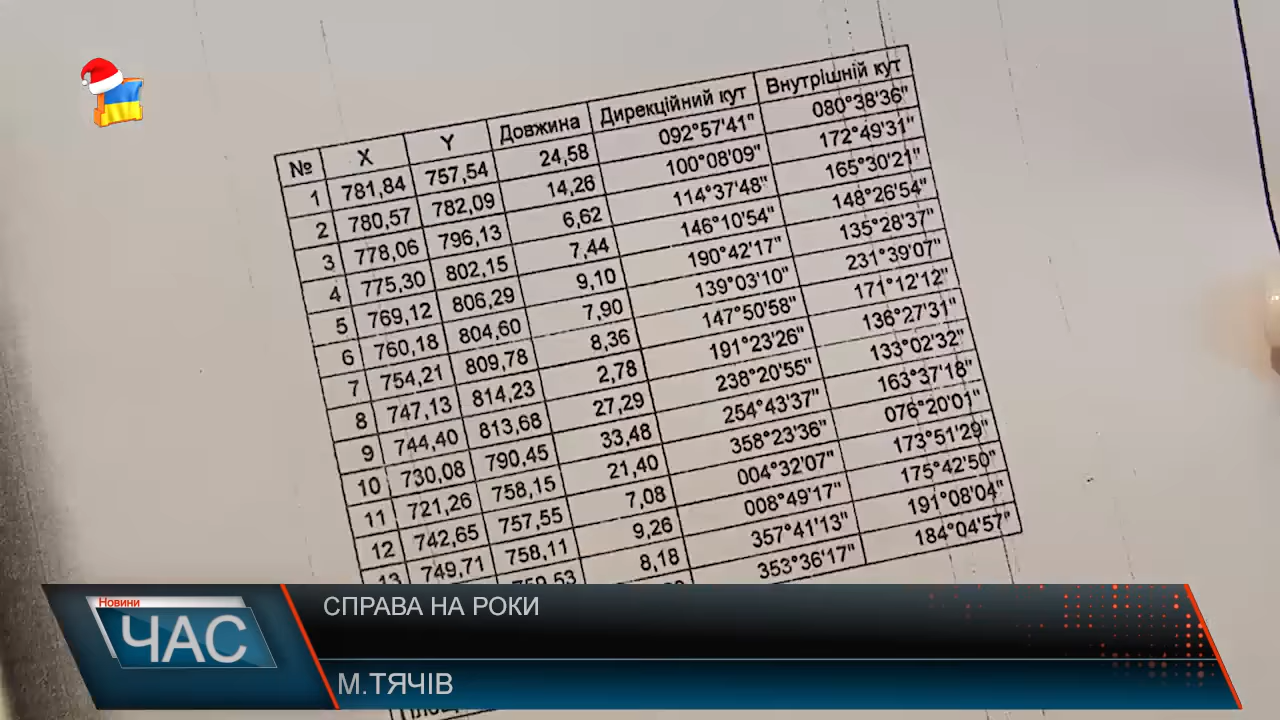 № X Y Довжина Дирекційний кут Внутрішній кут
1 781,84 757,54 24,58 092°57'41" 080°38'36"
2 780,57 782,09 14,26 100°08'09" 172°49'31"
3 778,06 796,13 6,62 114°37'48" 165°30'21"
4 775,30 802,15 7,44 146°10'54" 148°26'54"
5 769,12 806,29 9,10 190°42'17" 135°28'37"
6 760,18 804,60 7,90 139°03'10" 231°39'07"
7 754,21 809,78 8,36 147°50'58" 171°12'12"
8 747,13 814,23 2,78 191°23'26" 136°27'31"
9 744,40 813,68 27,29 238°20'55" 133°02'32"
10 730,08 790,45 33,48 254°43'37" 163°37'18"
11 721,26 758,15 21,40 358°23'36" 076°20'01"
12 742,65 757,55 7,08 004°32'07" 173°51'29"
13 749,71 758,11 9,26 008°49'17" 175°42'50"
759,53 8,18 357°41'13" 191°08'04"
353°36'17" 184°04'57"
Новини
ЧАС
СПРАВА НА РОКИ
М.ТЯЧІВ